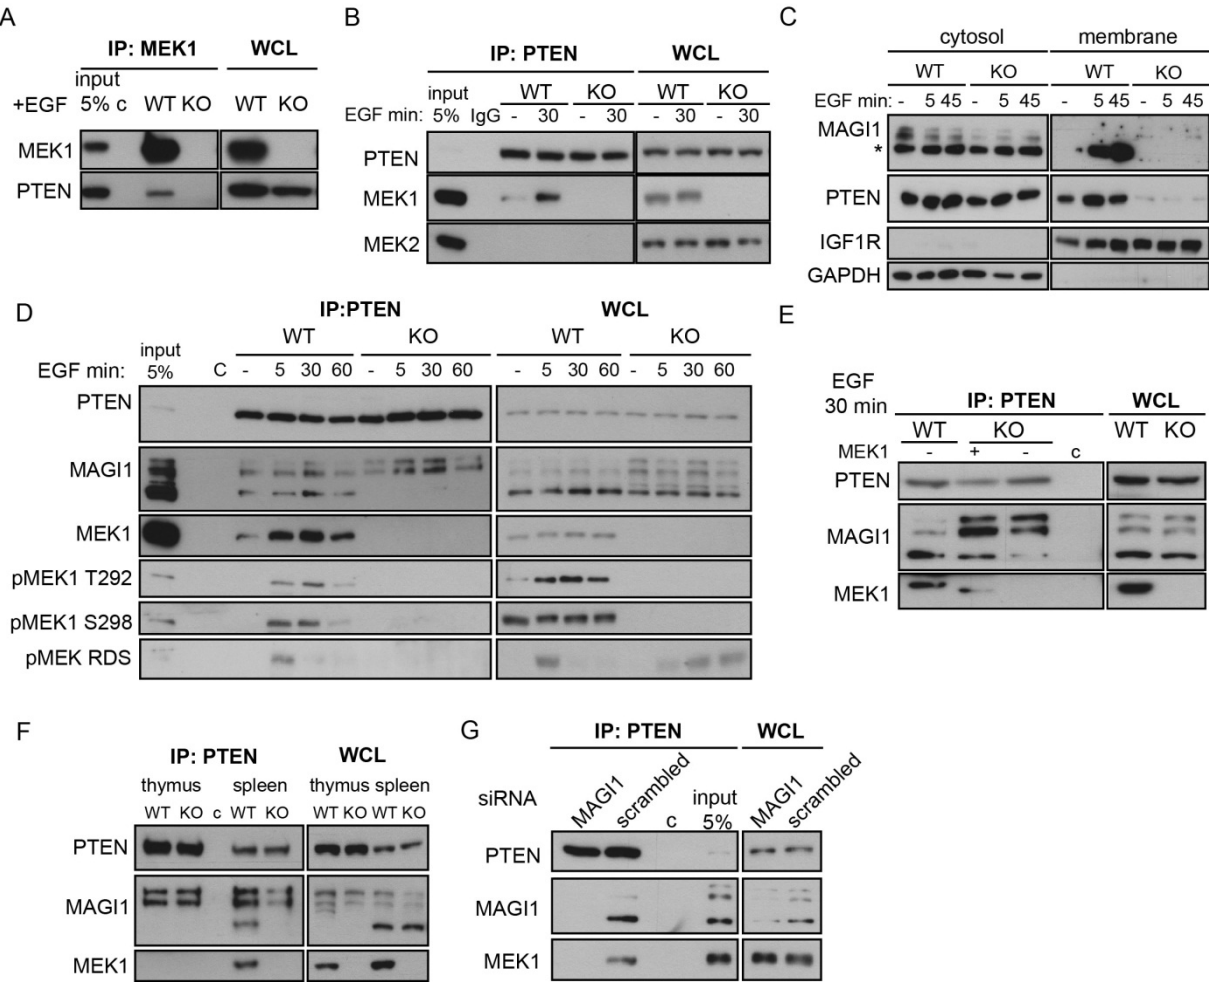 A
IP: MEK1 WCL
input
+EGF 5% c WT KO WT KO
MEK1
PTEN
B
IP: PTEN WCL
input WT KO WT KO
EGF min: 5% IgG - 30 - 30 - 30 - 30
PTEN
MEK1
MEK2
C
cytosol membrane
WT KO WT KO
EGF min: - 5 45 - 5 45 - 5 45 - 5 45
MAGI1
*
PTEN
IGF1R
GAPDH
D
IP:PTEN WCL
input WT KO WT KO
5%
EGF min: C - 5 30 60 - 5 30 60 - 5 30 60 - 5 30 60
PTEN
MAGI1
MEK1
pMEK1 T292
pMEK1 S298
pMEK RDS
E
EGF
30 min
IP: PTEN WCL
WT KO WT KO
MEK1 - + - c
PTEN
MAGI1
MEK1
F
IP: PTEN WCL
thymus spleen thymus spleen
WT KO c WT KO WT KO WT KO
PTEN
MAGI1
MEK1
G
IP: PTEN WCL
siRNA MAGI1 scrambled c input 5% MAGI1 scrambled
PTEN
MAGI1
MEK1